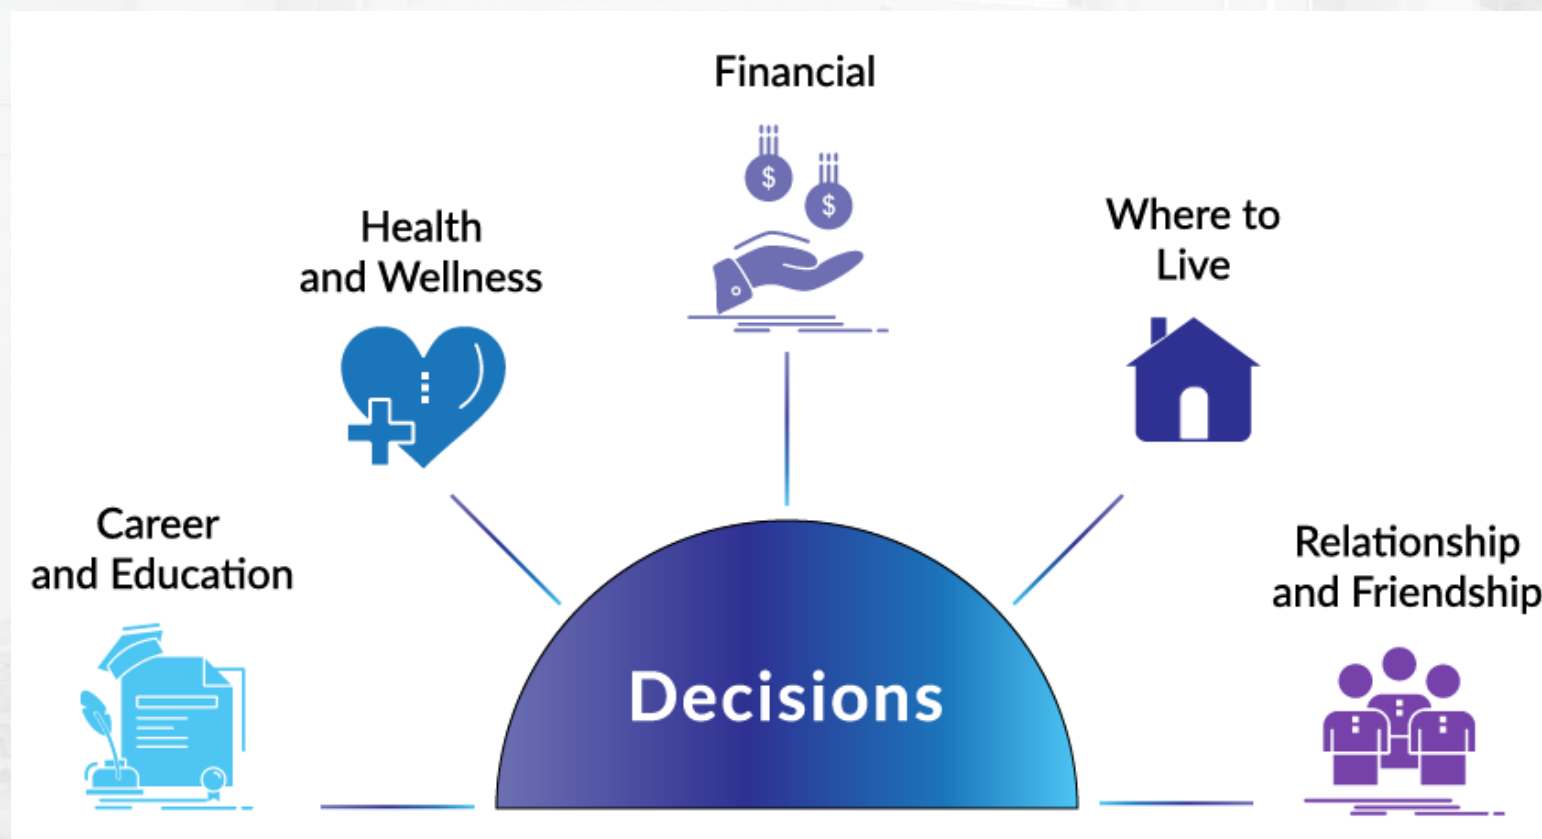 Financial
$
$
Health
and Wellness
Where to
Live
Career
and Education
Relationship
and Friendship
Decisions